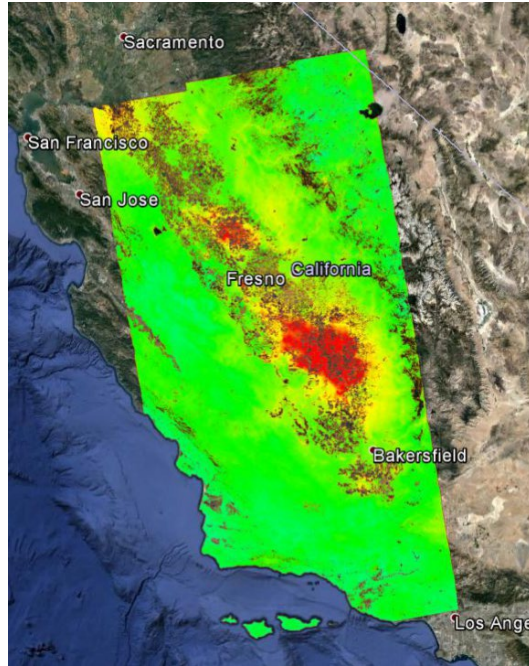 Sacramento
San Francisco
San Jose
Fresno
California
Bakersfield
Los Ange